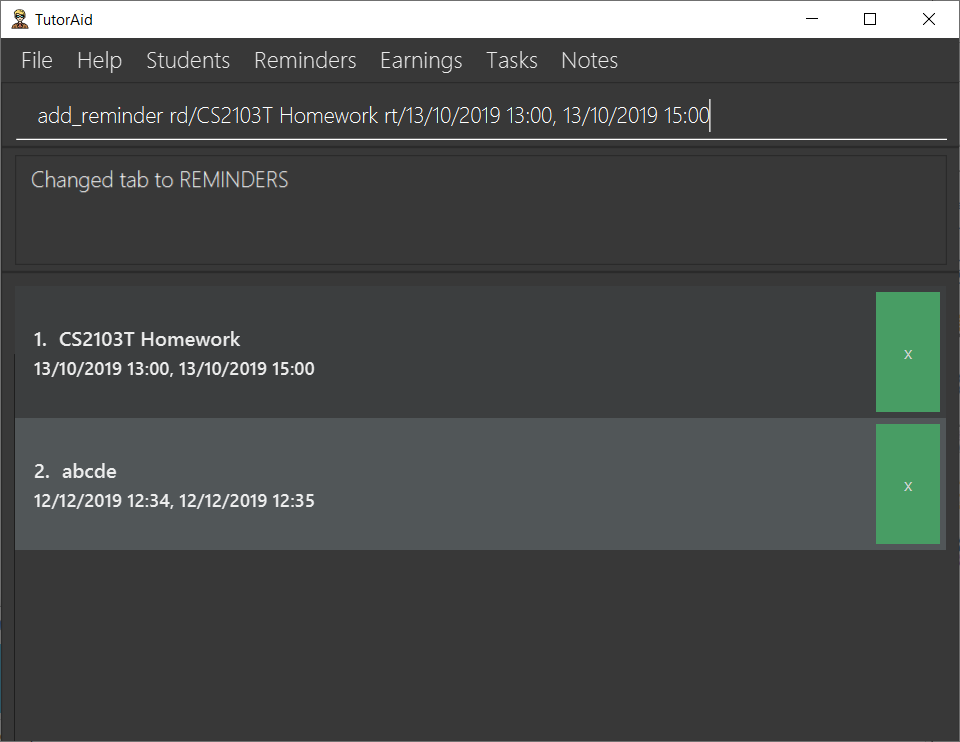 TutorAid
File Help Students Reminders Earnings Tasks Notes
add_reminder rd/CS2103T Homework rt/13/10/2019 13:00, 13/10/2019 15:00
Changed tab to REMINDERS
1. CS2103T Homework
13/10/2019 13:00, 13/10/2019 15:00
x
2. abcde
12/12/2019 12:34, 12/12/2019 12:35
x